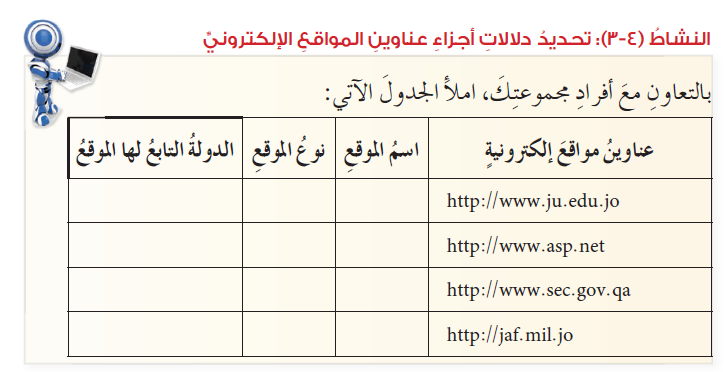 النشاطُ (٤-٣): تحديدُ دلالاتِ أجزاءِ عناوينِ المواقعِ الإلكترونيِّ
بالتعاونِ معَ أفرادِ مجموعتِكَ، املأ الجدولَ الآتي:
عناوينُ مواقعَ إلكترونيةٍ اسمُ الموقعِ نوعُ الموقعِ الدولةُ التابعُ لها الموقعُ
http://www.ju.edu.jo
http://www.asp.net
http://www.sec.gov.qa
http://jaf.mil.jo